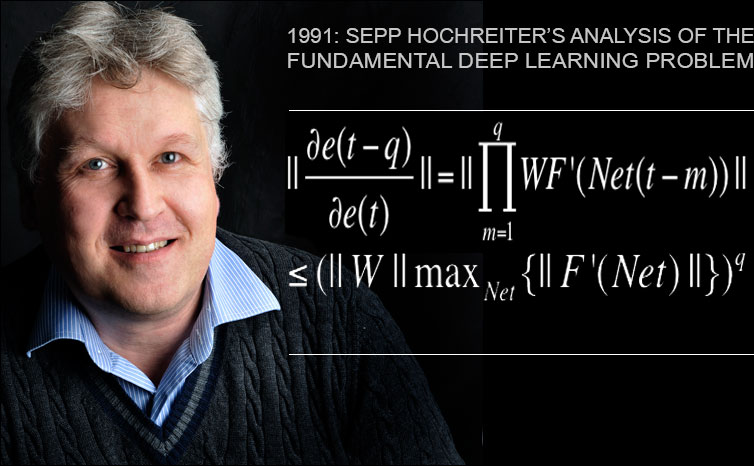 1991: SEPP HOCHREITER'S ANALYSIS OF THE
FUNDAMENTAL DEEP LEARNING PROBLEM
‖ ∂e(t − q) / ∂e(t) ‖ = ‖ ∏_{m=1}^{q} WF'(Net(t − m)) ‖
≤ (‖ W ‖ max_{Net} {‖ F'(Net) ‖})^q